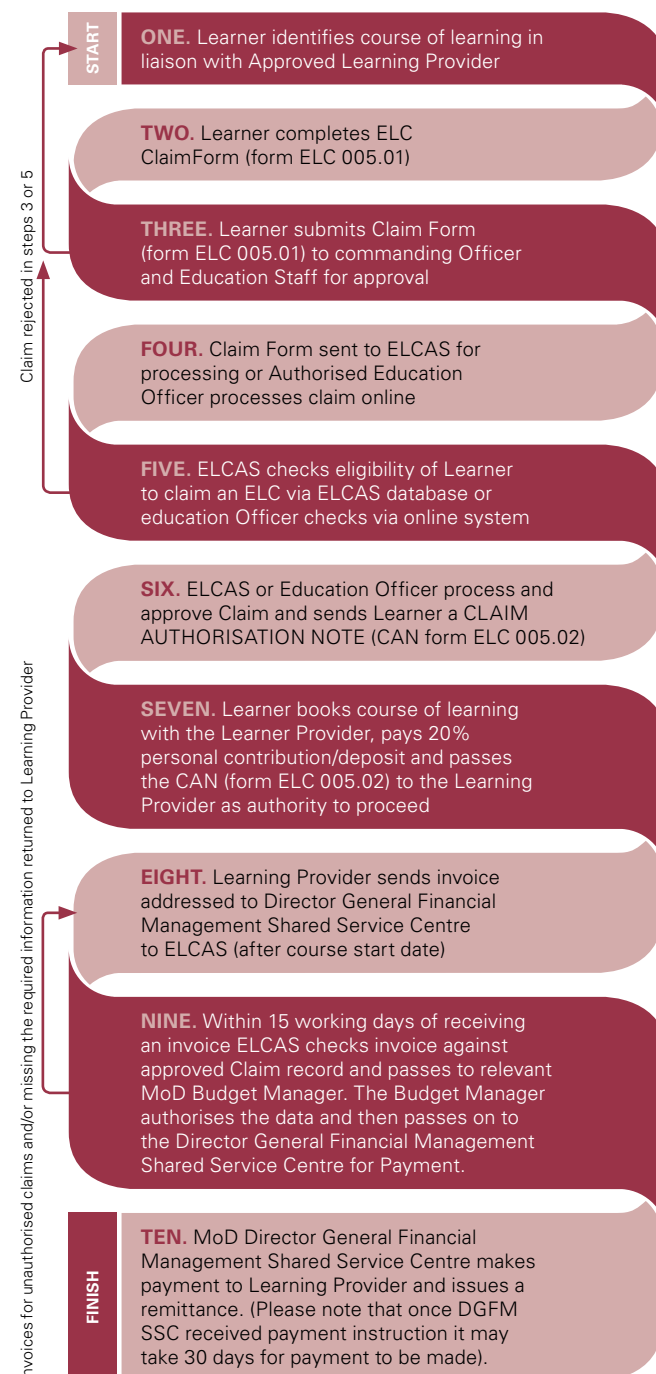 START
ONE. Learner identifies course of learning in
liaison with Approved Learning Provider
TWO. Learner completes ELC
ClaimForm (form ELC 005.01)
THREE. Learner submits Claim Form
(form ELC 005.01) to commanding Officer
and Education Staff for approval
Claim rejected in steps 3 or 5
FOUR. Claim Form sent to ELCAS for
processing or Authorised Education
Officer processes claim online
FIVE. ELCAS checks eligibility of Learner
to claim an ELC via ELCAS database or
education Officer checks via online system
SIX. ELCAS or Education Officer process and
approve Claim and sends Learner a CLAIM
AUTHORISATION NOTE (CAN form ELC 005.02)
SEVEN. Learner books course of learning
with the Learner Provider, pays 20%
personal contribution/deposit and passes
the CAN (form ELC 005.02) to the Learning
Provider as authority to proceed
EIGHT. Learning Provider sends invoice
addressed to Director General Financial
Management Shared Service Centre
to ELCAS (after course start date)
NINE. Within 15 working days of receiving
an invoice ELCAS checks invoice against
approved Claim record and passes to relevant
MoD Budget Manager. The Budget Manager
authorises the data and then passes on to
the Director General Financial Management
Shared Service Centre for Payment.
nvoices for unauthorised claims and/or missing the required information returned to Learning Provider
FINISH
TEN. MoD Director General Financial
Management Shared Service Centre makes
payment to Learning Provider and issues a
remittance. (Please note that once DGFM
SSC received payment instruction it may
take 30 days for payment to be made).